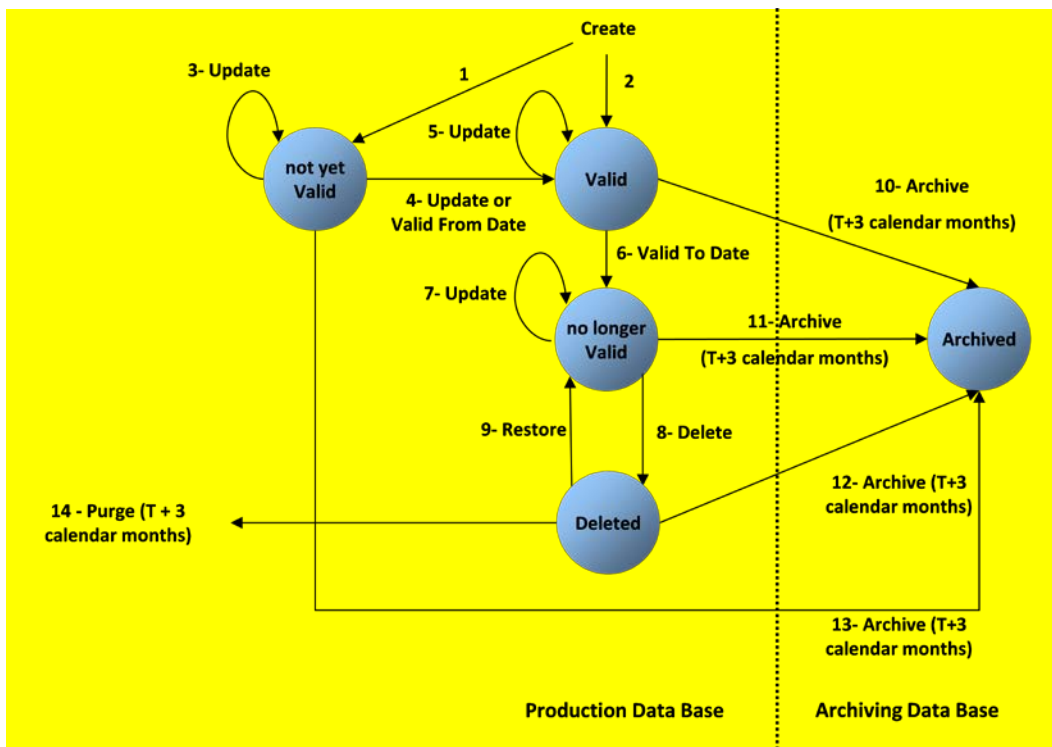 Create
3- Update
1
2
5- Update
not yet
Valid
Valid
10- Archive
(T+3 calendar months)
4- Update or
Valid From Date
6- Valid To Date
7- Update
no longer
Valid
11- Archive
(T+3 calendar months)
Archived
9- Restore
8- Delete
12- Archive (T+3
calendar months)
14 - Purge (T + 3
calendar months)
Deleted
13- Archive (T+3
calendar months)
Production Data Base
Archiving Data Base